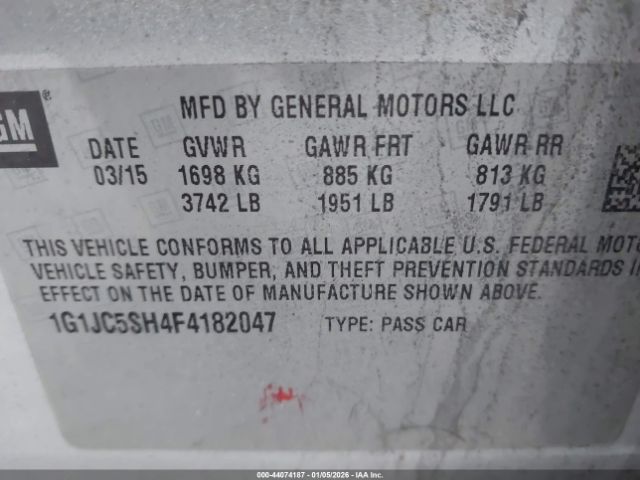 GM ®
MFD BY GENERAL MOTORS LLC
DATE GVWR GAWR FRT GAWR RR
03/15 1698 KG 885 KG 813 KG
3742 LB 1951 LB 1791 LB
THIS VEHICLE CONFORMS TO ALL APPLICABLE U.S. FEDERAL MOT
VEHICLE SAFETY, BUMPER, AND THEFT PREVENTION STANDARDS I
EFFECT ON THE DATE OF MANUFACTURE SHOWN ABOVE.
1G1JC5SH4F4182047 TYPE: PASS CAR
000-44074187 - 01/05/2026 - IAA Inc.